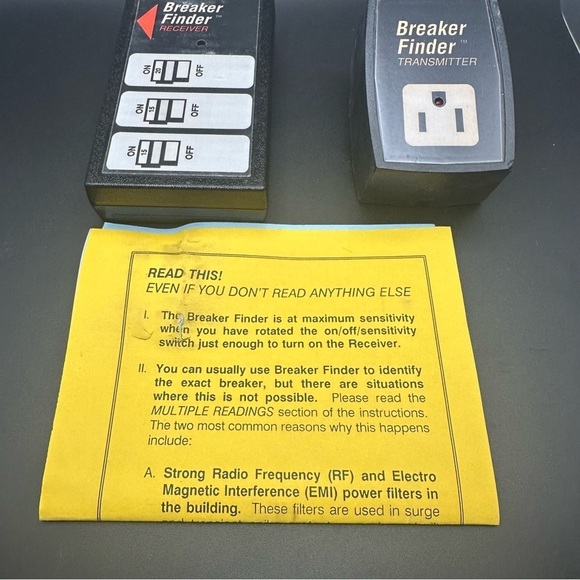 Breaker
Finder™
RECEIVER
ON 20 OFF
ON 15 OFF
ON 15 OFF
Breaker
Finder™
TRANSMITTER
READ THIS!
EVEN IF YOU DON'T READ ANYTHING ELSE
I. The Breaker Finder is at maximum sensitivity
when you have rotated the on/off/sensitivity
switch just enough to turn on the Receiver.
II. You can usually use Breaker Finder to identify
the exact breaker, but there are situations
where this is not possible. Please read the
MULTIPLE READINGS section of the instructions.
The two most common reasons why this happens
include:
A. Strong Radio Frequency (RF) and Electro
Magnetic Interference (EMI) power filters in
the building. These filters are used in surge